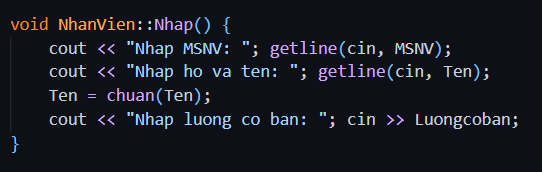 void NhanVien::Nhap() {
    cout << "Nhap MSNV: "; getline(cin, MSNV);
    cout << "Nhap ho va ten: "; getline(cin, Ten);
    Ten = chuan(Ten);
    cout << "Nhap luong co ban: "; cin >> Luongcoban;
}